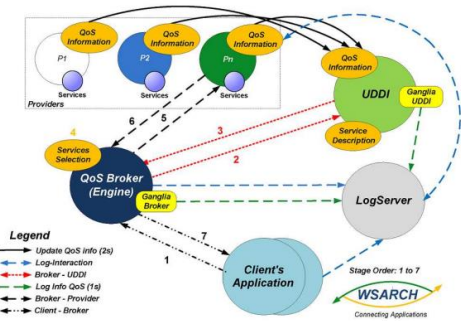 QoS
Information
QoS
Information
QoS
Information
P1
P2
Pn
Services
Services
Services
Providers
QoS
Information
UDDI
Ganglia
UDDI
Service
Description
6
5
3
2
4
Services
Selection
QoS Broker
(Engine)
Ganglia
Broker
LogServer
7
1
Client's
Application
Legend
Update QoS info (2s)
Log-Interaction
Broker - UDDI
Log Info QoS (1s)
Broker - Provider
Client - Broker
Stage Order: 1 to 7
WSARCH
Connecting Applications